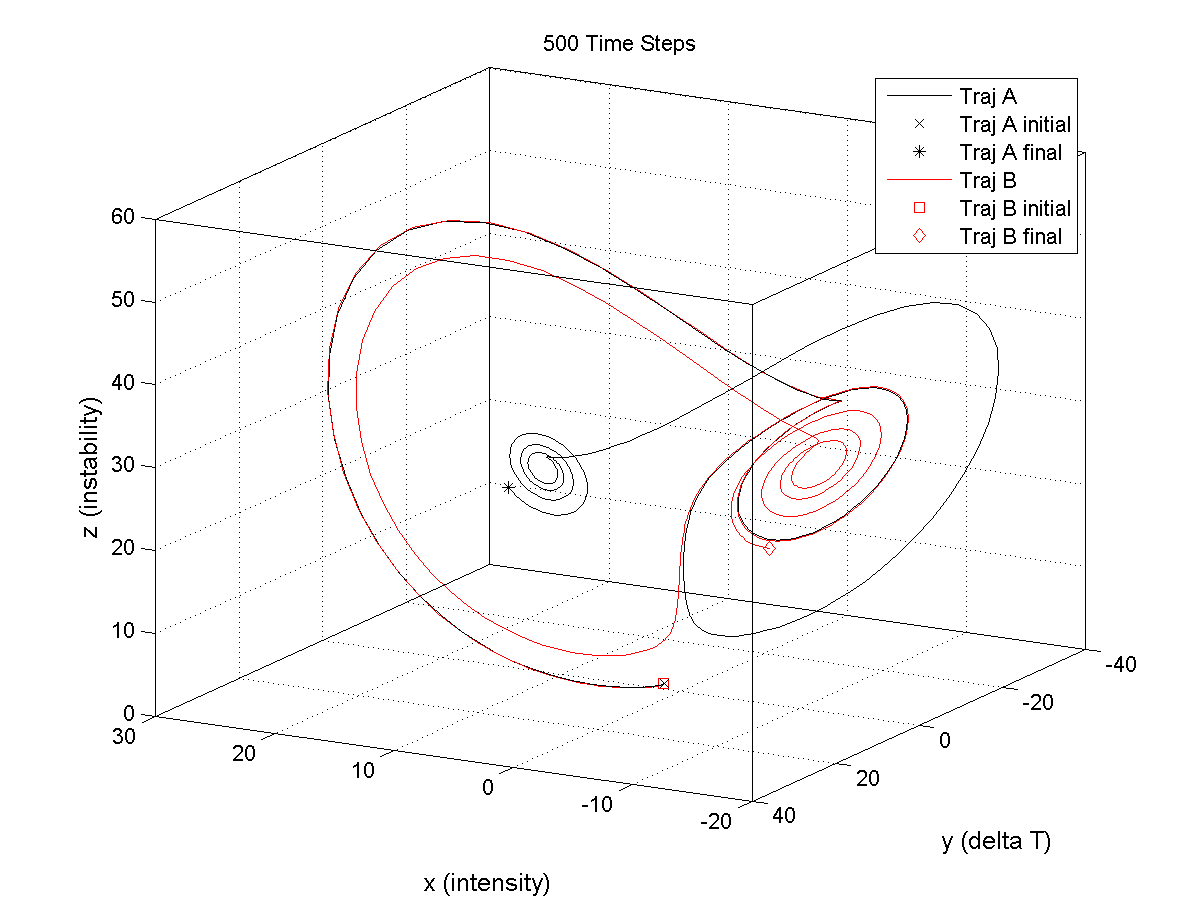 500 Time Steps
Traj A
Traj A initial
Traj A final
Traj B
Traj B initial
Traj B final
60
50
40
30
20
10
0
z (instability)
30
20
10
0
-10
-20
x (intensity)
40
20
0
-20
-40
y (delta T)